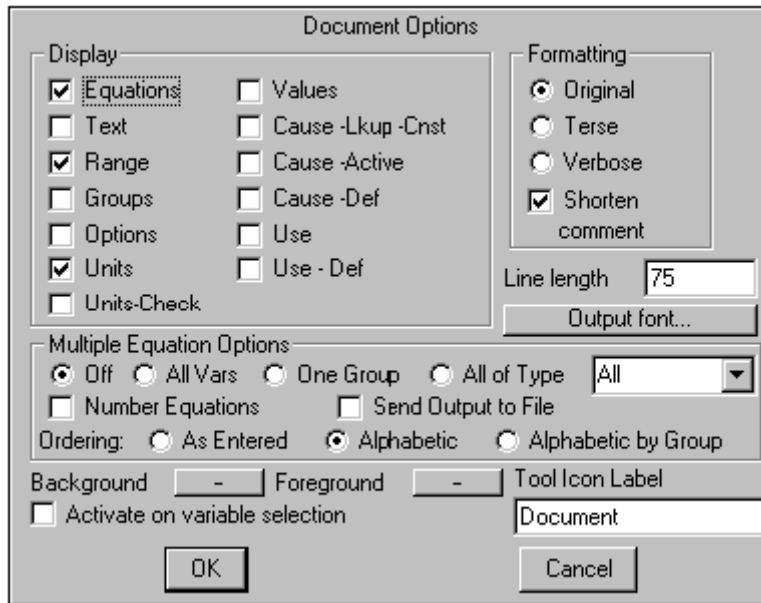 Document Options
Display
Equations
Text
Range
Groups
Options
Units
Units-Check
Values
Cause -Lkup -Cnst
Cause -Active
Cause -Def
Use
Use - Def
Formatting
Original
Terse
Verbose
Shorten
comment
Line length 75
Output font...
Multiple Equation Options
Off All Vars One Group All of Type All
Number Equations Send Output to File
Ordering: As Entered Alphabetic Alphabetic by Group
Background - Foreground - Tool Icon Label
Activate on variable selection Document
OK Cancel